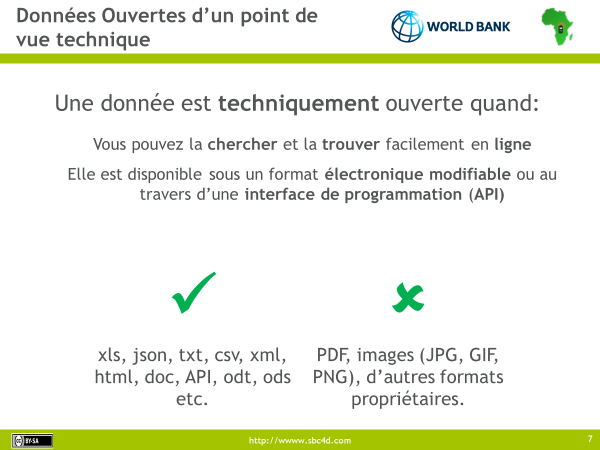 Données Ouvertes d’un point de
vue technique
WORLD BANK
Une donnée est techniquement ouverte quand:
Vous pouvez la chercher et la trouver facilement en ligne
Elle est disponible sous un format électronique modifiable ou au
travers d’une interface de programmation (API)
xls, json, txt, csv, xml,
html, doc, API, odt, ods
etc.
PDF, images (JPG, GIF,
PNG), d’autres formats
propriétaires.
BY-SA
http://wwww.sbc4d.com
7